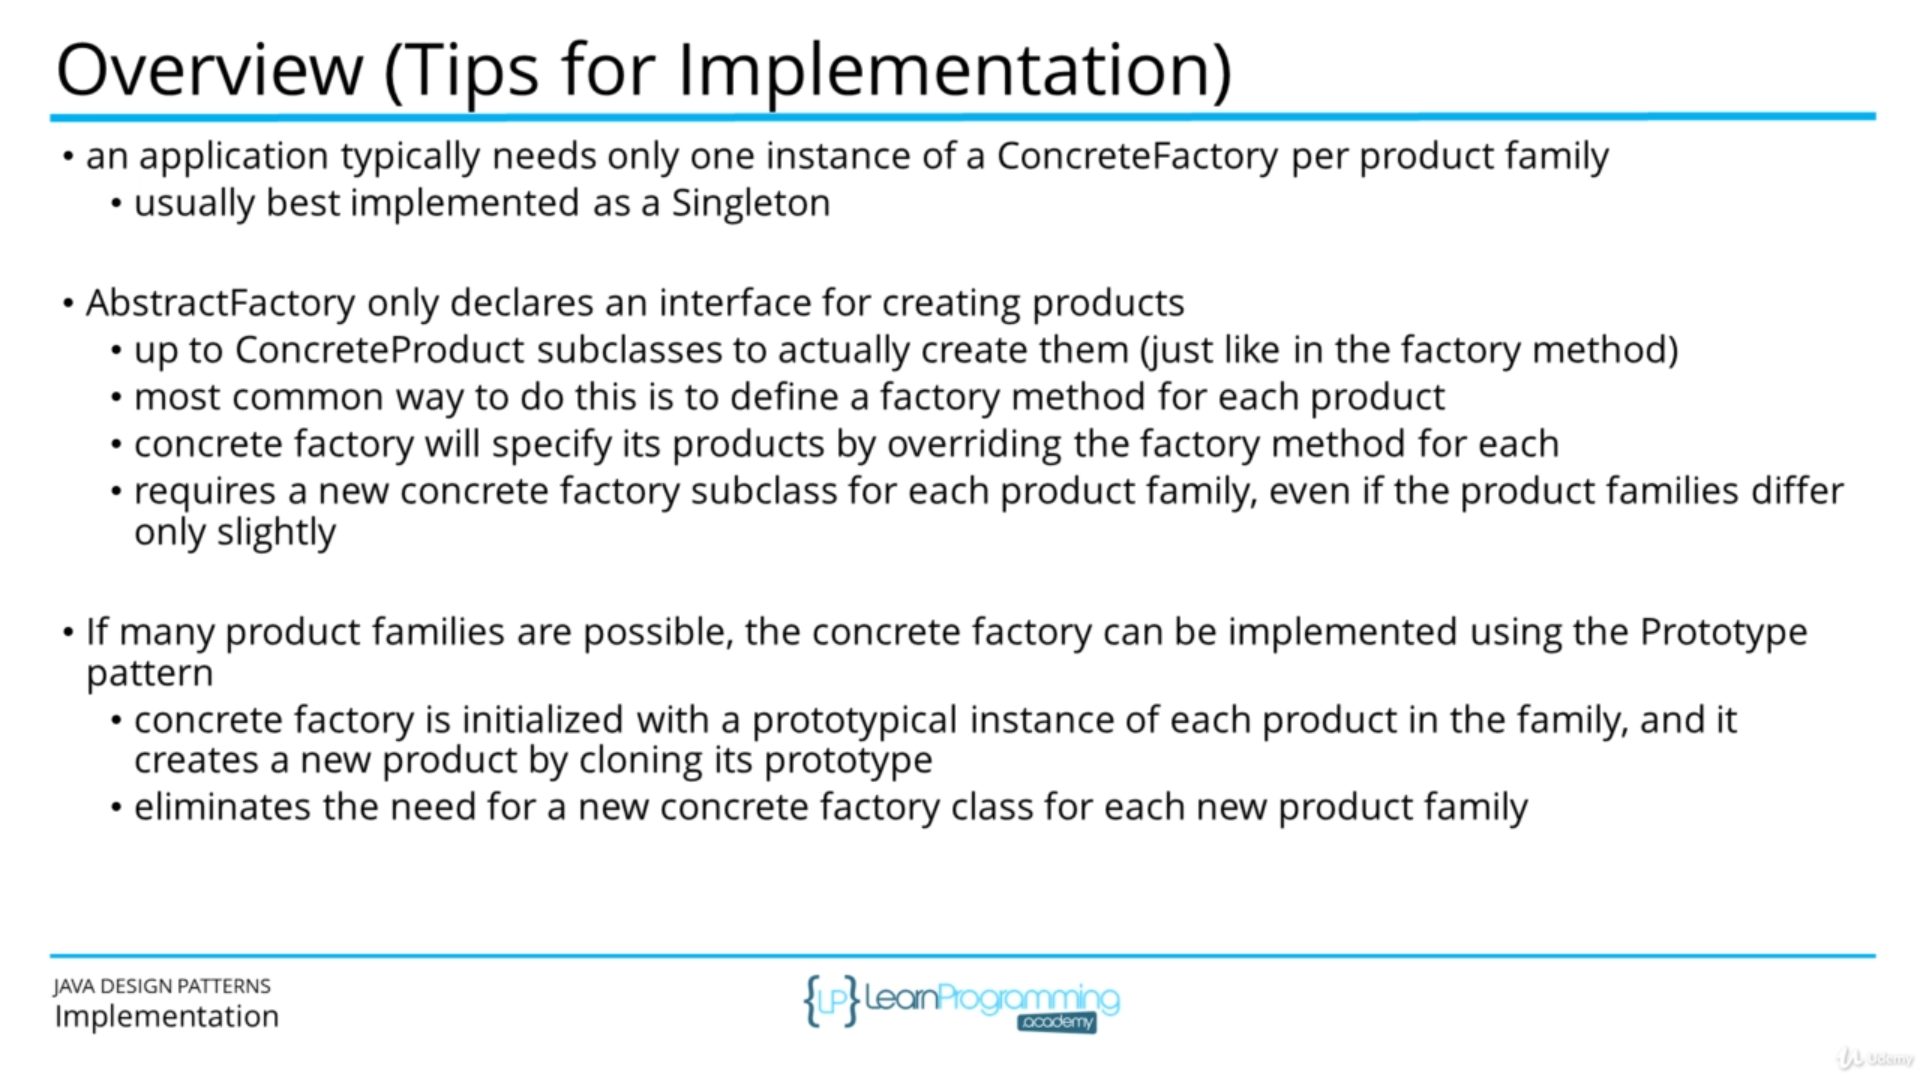 Overview (Tips for Implementation)
• an application typically needs only one instance of a ConcreteFactory per product family
• usually best implemented as a Singleton
• AbstractFactory only declares an interface for creating products
• up to ConcreteProduct subclasses to actually create them (just like in the factory method)
• most common way to do this is to define a factory method for each product
• concrete factory will specify its products by overriding the factory method for each
• requires a new concrete factory subclass for each product family, even if the product families differ
only slightly
• If many product families are possible, the concrete factory can be implemented using the Prototype
pattern
• concrete factory is initialized with a prototypical instance of each product in the family, and it
creates a new product by cloning its prototype
• eliminates the need for a new concrete factory class for each new product family
JAVA DESIGN PATTERNS
Implementation
{LP} LearnProgramming
.academy
Udemy